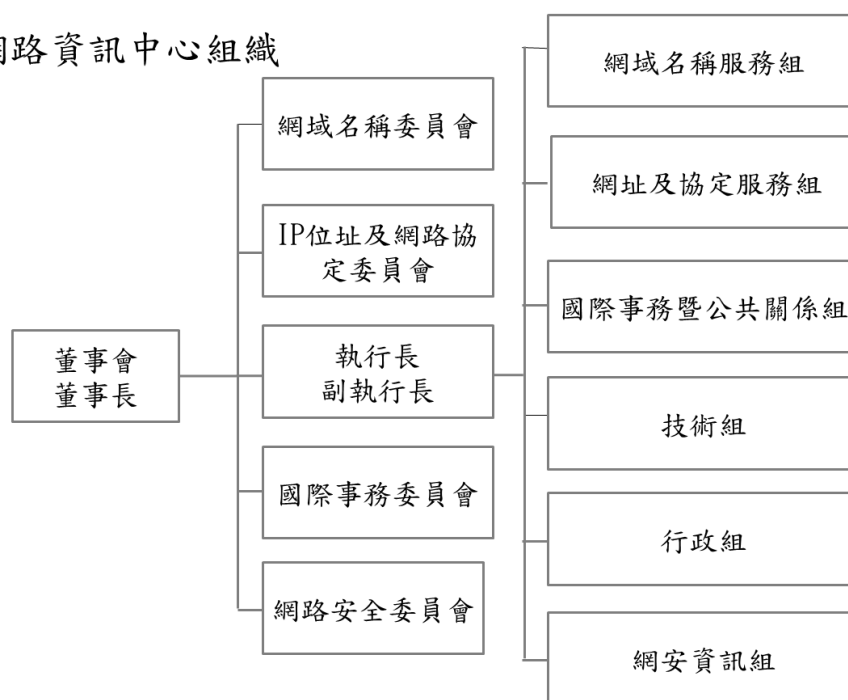 網路資訊中心組織
網域名稱委員會
IP位址及網路協
定委員會
董事會
董事長
執行長
副執行長
國際事務委員會
網路安全委員會
網域名稱服務組
網址及協定服務組
國際事務暨公共關係組
技術組
行政組
網安資訊組